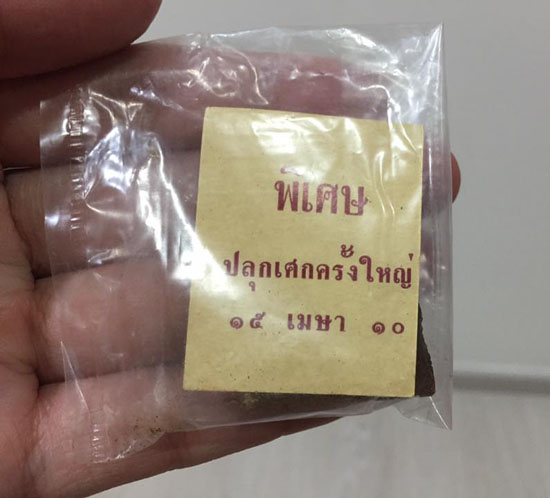 พิเศษ
ปลุกเศกครั้งใหญ่
๑๕ เมษา ๑๐